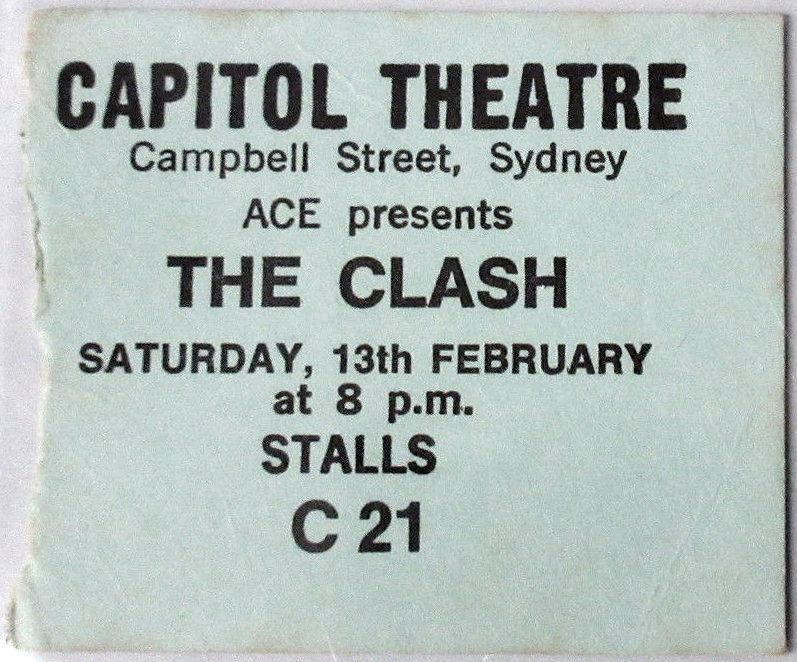 CAPITOL THEATRE
Campbell Street, Sydney
ACE presents
THE CLASH
SATURDAY, 13th FEBRUARY
at 8 p.m.
STALLS
C 21